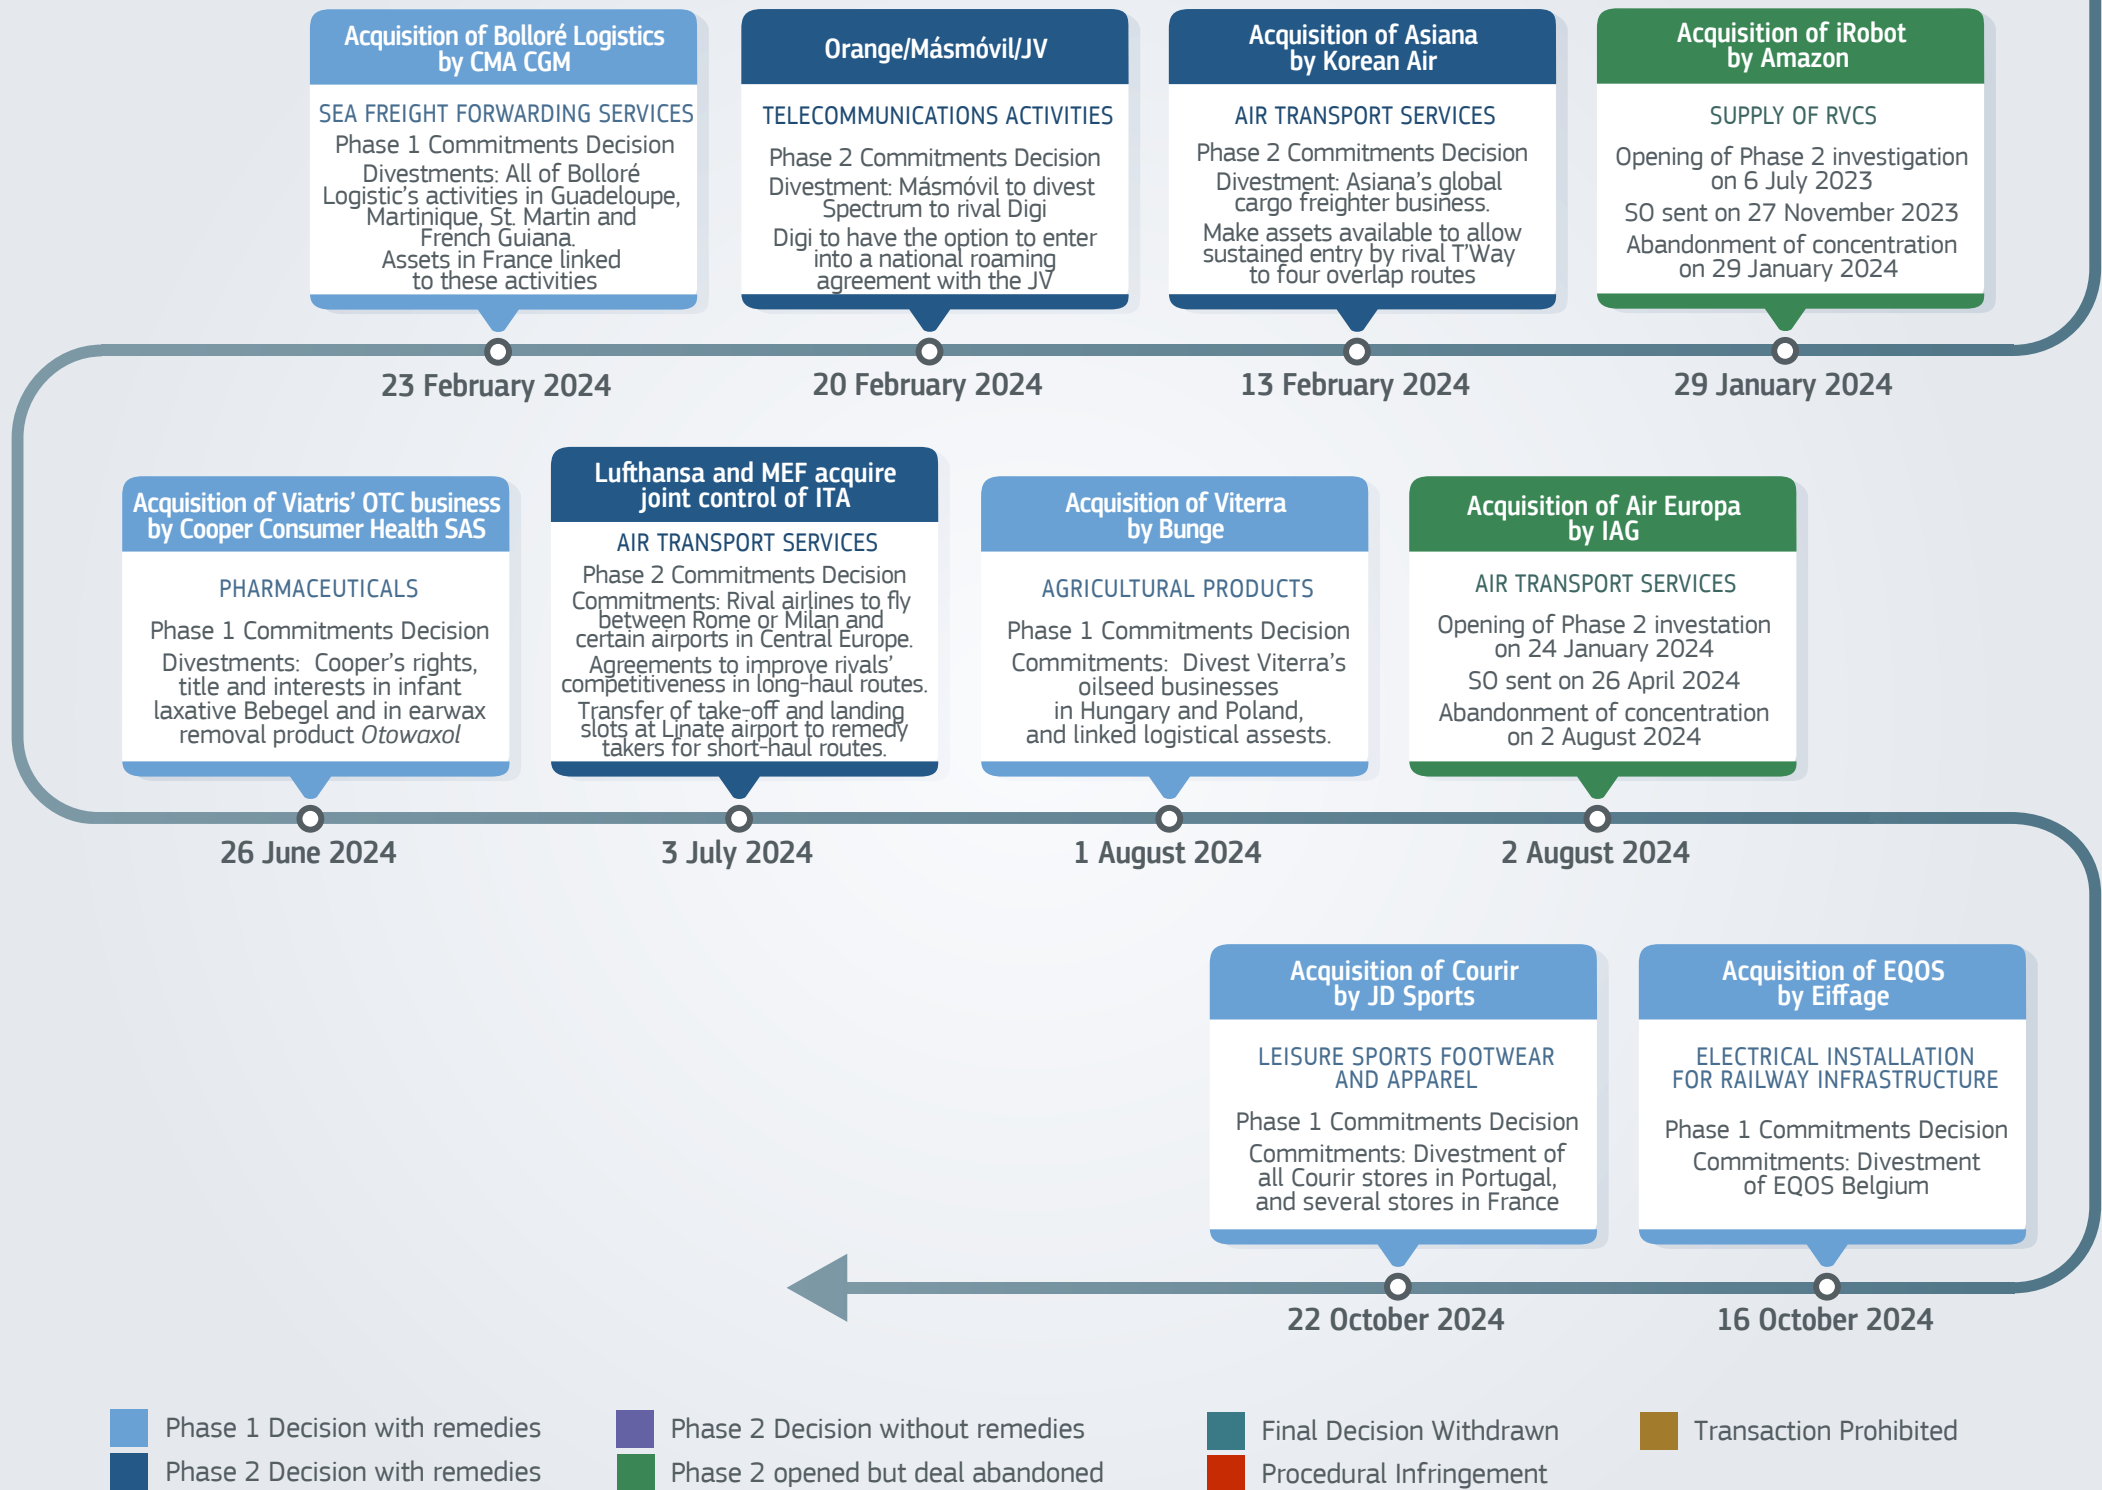 Acquisition of Bolloré Logistics
by CMA CGM
SEA FREIGHT FORWARDING SERVICES
Phase 1 Commitments Decision
Divestments: All of Bolloré
Logistic's activities in Guadeloupe,
Martinique, St. Martin and
French Guiana.
Assets in France linked
to these activities
23 February 2024
Orange/Másmóvil/JV
TELECOMMUNICATIONS ACTIVITIES
Phase 2 Commitments Decision
Divestment: Másmóvil to divest
Spectrum to rival Digi
Digi to have the option to enter
into a national roaming
agreement with the JV
20 February 2024
Acquisition of Asiana
by Korean Air
AIR TRANSPORT SERVICES
Phase 2 Commitments Decision
Divestment: Asiana's global
cargo freighter business.
Make assets available to allow
sustained entry by rival T'Way
to four overlap routes
13 February 2024
Acquisition of iRobot
by Amazon
SUPPLY OF RVCS
Opening of Phase 2 investigation
on 6 July 2023
SO sent on 27 November 2023
Abandonment of concentration
on 29 January 2024
29 January 2024
Acquisition of Viatris' OTC business
by Cooper Consumer Health SAS
PHARMACEUTICALS
Phase 1 Commitments Decision
Divestments: Cooper's rights,
title and interests in infant
laxative Bebegel and in earwax
removal product Otowaxol
26 June 2024
Lufthansa and MEF acquire
joint control of ITA
AIR TRANSPORT SERVICES
Phase 2 Commitments Decision
Commitments: Rival airlines to fly
between Rome or Milan and
certain airports in Central Europe.
Agreements to improve rivals'
competitiveness in long-haul routes.
Transfer of take-off and landing
slots at Linate airport to remedy
takers for short-haul routes.
3 July 2024
Acquisition of Viterra
by Bunge
AGRICULTURAL PRODUCTS
Phase 1 Commitments Decision
Commitments: Divest Viterra's
oilseed businesses
in Hungary and Poland,
and linked logistical assests.
1 August 2024
Acquisition of Air Europa
by IAG
AIR TRANSPORT SERVICES
Opening of Phase 2 investation
on 24 January 2024
SO sent on 26 April 2024
Abandonment of concentration
on 2 August 2024
2 August 2024
Acquisition of Courir
by JD Sports
LEISURE SPORTS FOOTWEAR
AND APPAREL
Phase 1 Commitments Decision
Commitments: Divestment of
all Courir stores in Portugal,
and several stores in France
22 October 2024
Acquisition of EQOS
by Eiffage
ELECTRICAL INSTALLATION
FOR RAILWAY INFRASTRUCTURE
Phase 1 Commitments Decision
Commitments: Divestment
of EQOS Belgium
16 October 2024
Phase 1 Decision with remedies
Phase 2 Decision with remedies
Phase 2 Decision without remedies
Phase 2 opened but deal abandoned
Final Decision Withdrawn
Procedural Infringement
Transaction Prohibited